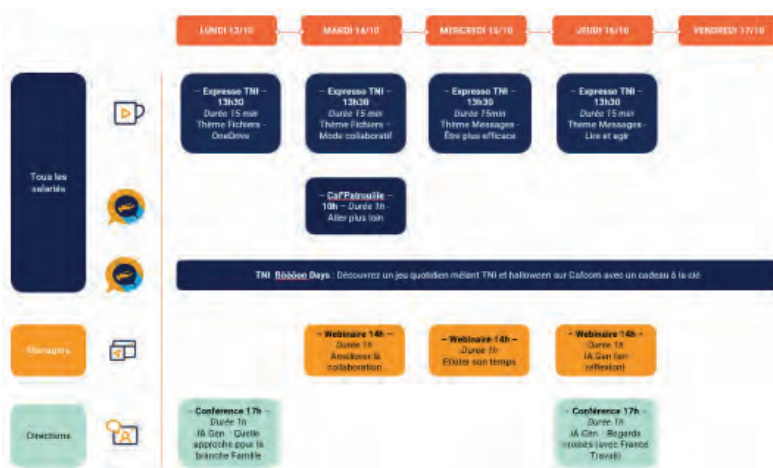 LUNDI 13/10
MARDI 14/10
MERCREDI 15/10
JEUDI 16/10
VENDREDI 17/10
Tous les
salariés
– Expresso TNI –
13h30
Durée 15 min
Thème Fichiers –
OneDrive
– Expresso TNI –
13h30
Durée 15 min
Thème Fichiers –
Mode collaboratif
– Expresso TNI –
13h30
Durée 15min
Thème Messages -
Être plus efficace
– Expresso TNI –
13h30
Durée 15 min
Thème Messages -
Lire et agir
– Caf'Patrouille
– 10h – Durée 1h -
Aller plus loin
TNI Bôôôoo Days : Découvrez un jeu quotidien mêlant TNI et halloween sur Cafcom avec un cadeau à la clé
Managers
– Webinaire 14h –
Durée 1h
Améliorer la
collaboration
– Webinaire 14h –
Durée 1h
Piloter son temps
– Webinaire 14h –
Durée 1h
IA Gen (en
réflexion)
Directions
– Conférence 17h –
Durée 1h
IA Gen - Quelle
approche pour la
branche Famille
– Conférence 17h –
Durée 1h
IA Gen - Regards
croisés (avec France
Travail)